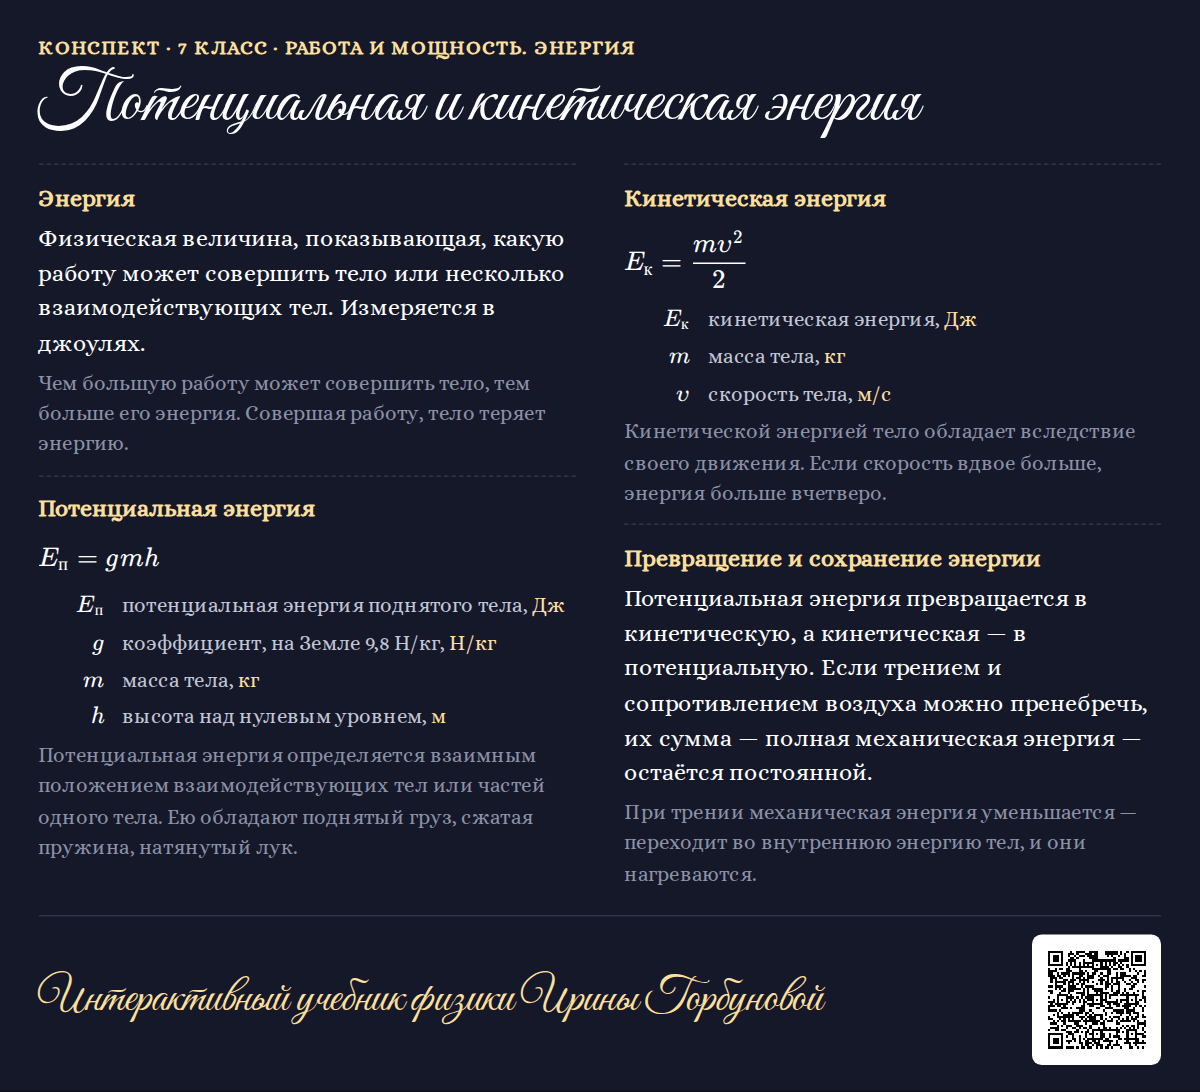 КОНСПЕКТ · 7 КЛАСС · РАБОТА И МОЩНОСТЬ. ЭНЕРГИЯ
Потенциальная и кинетическая энергия
Энергия
Физическая величина, показывающая, какую
работу может совершить тело или несколько
взаимодействующих тел. Измеряется в
джоулях.
Чем большую работу может совершить тело, тем
больше его энергия. Совершая работу, тело теряет
энергию.
Потенциальная энергия
Eп = gmh
Eп потенциальная энергия поднятого тела, Дж
g коэффициент, на Земле 9,8 Н/кг, Н/кг
m масса тела, кг
h высота над нулевым уровнем, м
Потенциальная энергия определяется взаимным
положением взаимодействующих тел или частей
одного тела. Ею обладают поднятый груз, сжатая
пружина, натянутый лук.
Кинетическая энергия
Eк = mv²/2
Eк кинетическая энергия, Дж
m масса тела, кг
v скорость тела, м/с
Кинетической энергией тело обладает вследствие
своего движения. Если скорость вдвое больше,
энергия больше вчетверо.
Превращение и сохранение энергии
Потенциальная энергия превращается в
кинетическую, а кинетическая — в
потенциальную. Если трением и
сопротивлением воздуха можно пренебречь,
их сумма — полная механическая энергия —
остаётся постоянной.
При трении механическая энергия уменьшается —
переходит во внутреннюю энергию тел, и они
нагреваются.
Интерактивный учебник физики Ирины Горбуновой